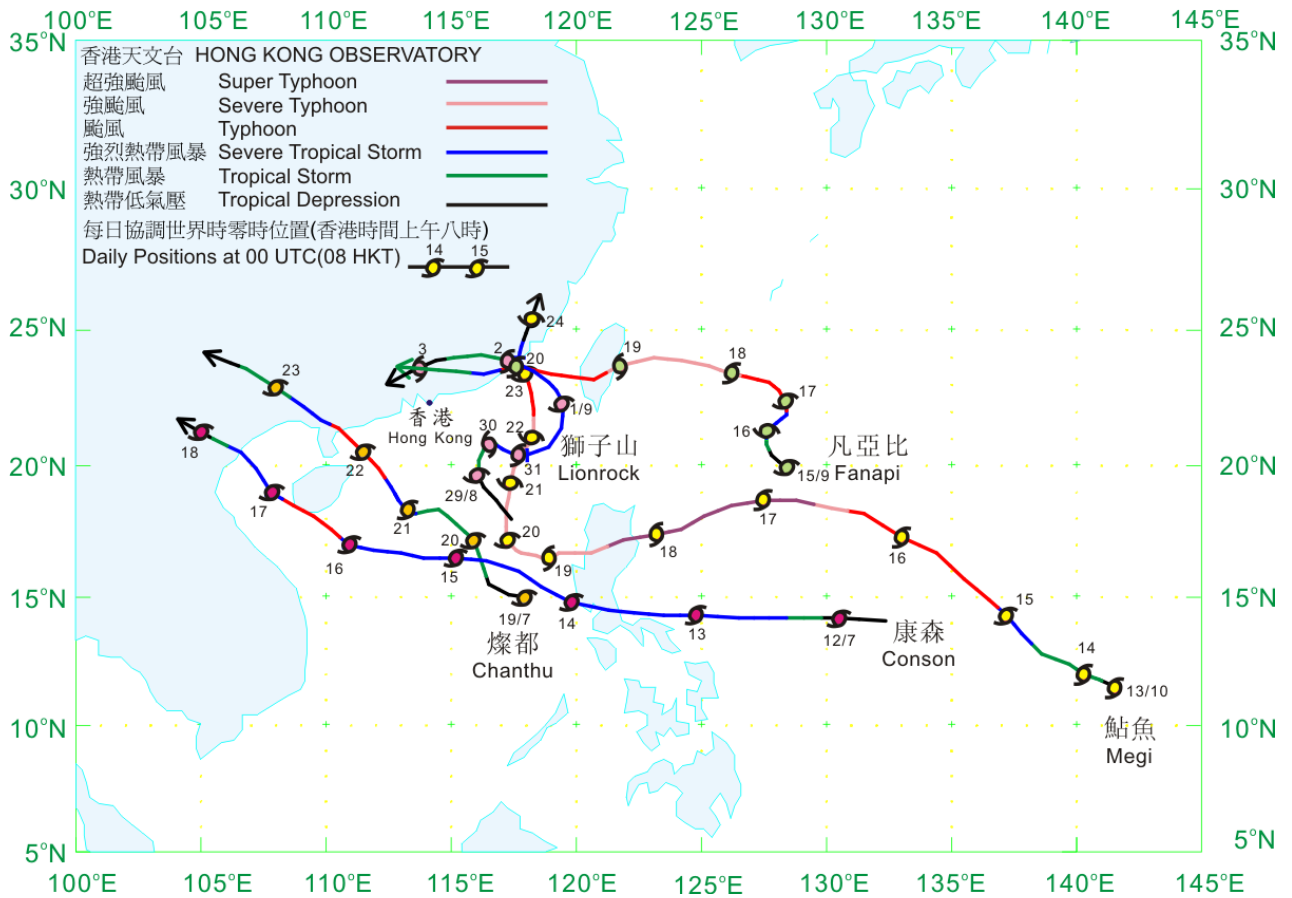 100°E 105°E 110°E 115°E 120°E 125°E 130°E 135°E 140°E 145°E
35°N 35°N
香港天文台 HONG KONG OBSERVATORY
超強颱風 Super Typhoon
強颱風 Severe Typhoon
颱風 Typhoon
強烈熱帶風暴 Severe Tropical Storm
熱帶風暴 Tropical Storm
熱帶低氣壓 Tropical Depression
30°N 30°N
每日協調世界時零時位置(香港時間上午八時)
Daily Positions at 00 UTC(08 HKT) 14 15
25°N 25°N
24
3 2 20 19 18
23 23 17
香港 1/9
Hong Kong
30 22 16
獅子山 凡亞比
Lionrock Fanapi
18 22 31 15/9
20°N 20°N
29/8 21
17 21 17
20 20 18 16
16 15 19
15°N 15°N
19/7 14 13 12/7 15
燦都 康森
Chanthu Conson
14
13/10
10°N 10°N
鮎魚
Megi
5°N 5°N
100°E 105°E 110°E 115°E 120°E 125°E 130°E 135°E 140°E 145°E